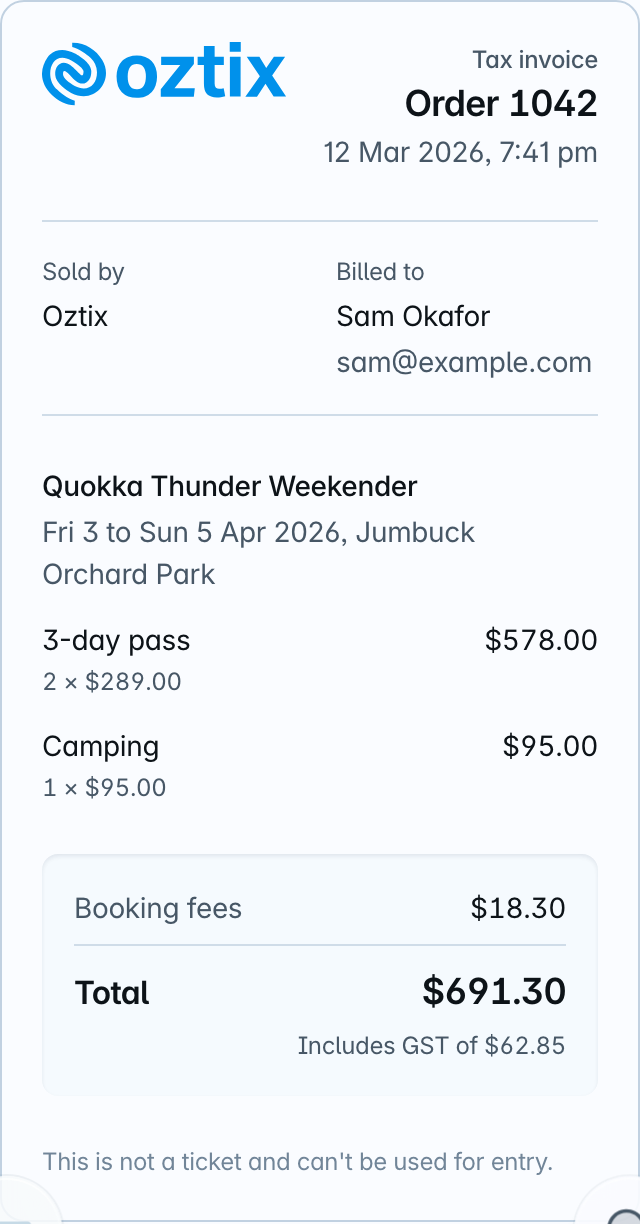 oztix
Tax invoice
Order 1042
12 Mar 2026, 7:41 pm
Sold by
Oztix
Billed to
Sam Okafor
sam@example.com
Quokka Thunder Weekender
Fri 3 to Sun 5 Apr 2026, Jumbuck
Orchard Park
3-day pass $578.00
2 × $289.00
Camping $95.00
1 × $95.00
Booking fees $18.30
Total $691.30
Includes GST of $62.85
This is not a ticket and can't be used for entry.